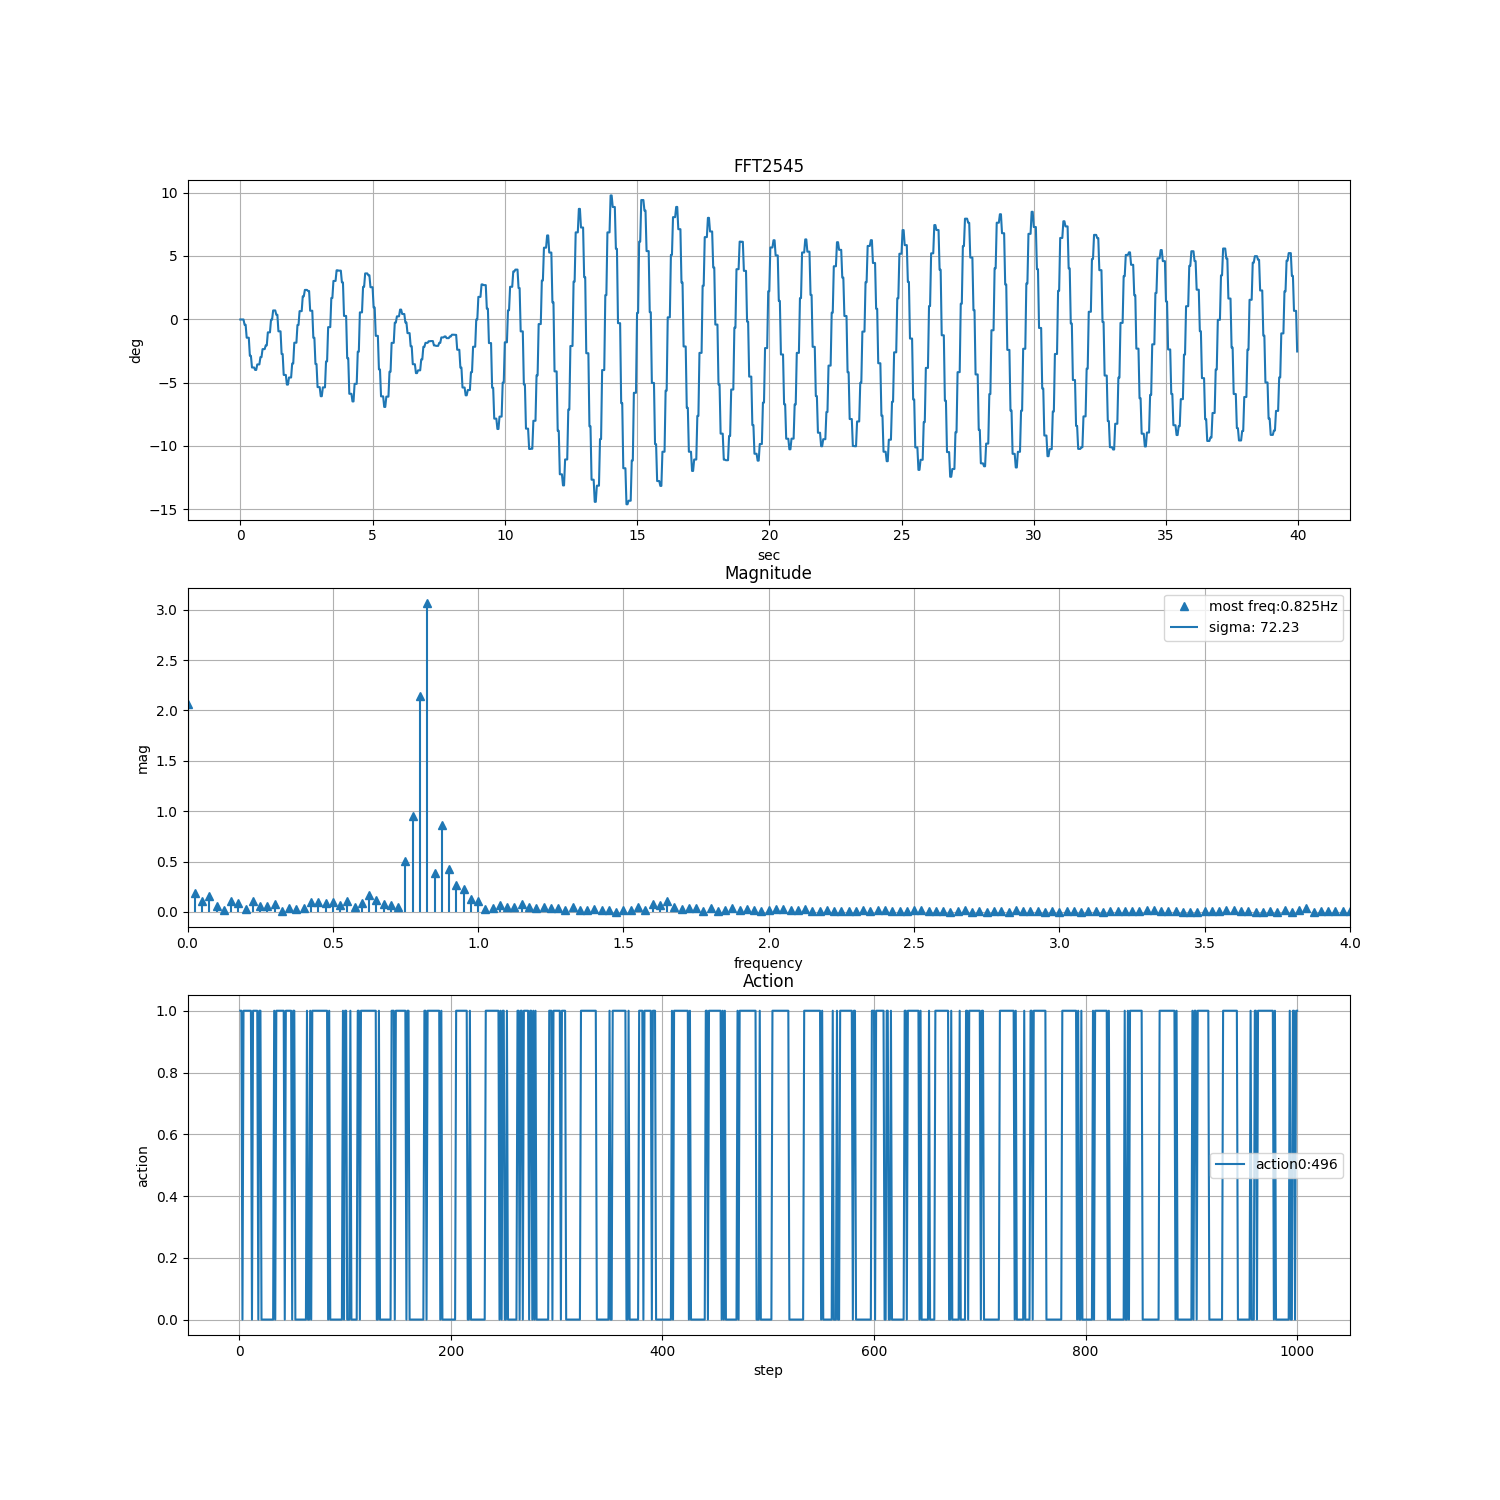 FFT2545
10
5
0
−5
−10
−15
deg
0 5 10 15 20 25 30 35 40
sec
Magnitude
3.0
2.5
2.0
1.5
1.0
0.5
0.0
mag
most freq:0.825Hz
sigma: 72.23
0.0 0.5 1.0 1.5 2.0 2.5 3.0 3.5 4.0
frequency
Action
1.0
0.8
0.6
0.4
0.2
0.0
action
action0:496
0 200 400 600 800 1000
step